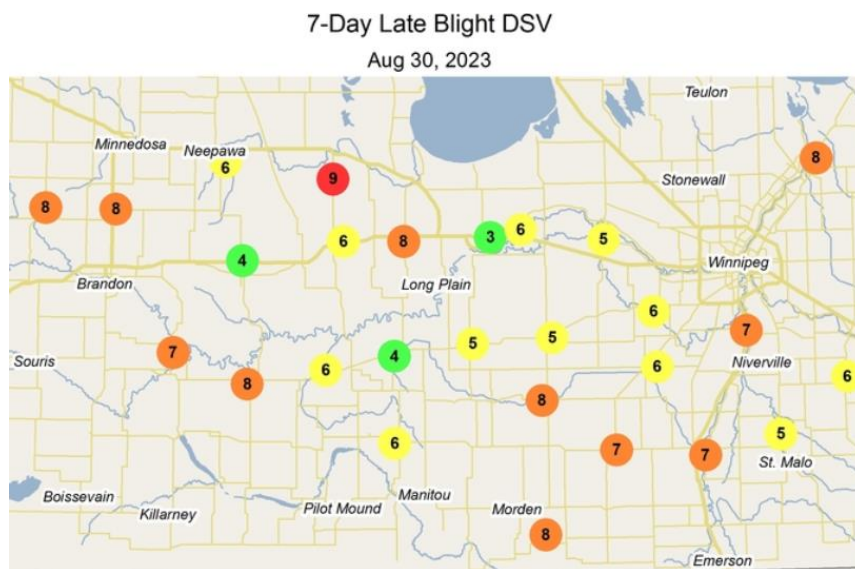 7-Day Late Blight DSV
Aug 30, 2023
Teulon
Minnedosa
Neepawa
8
6
9
Stonewall
8
8
6
3
6
8
5
4
Winnipeg
Brandon
Long Plain
6
7
5
5
7
4
Souris
Niverville
6
6
6
8
8
5
6
7
7
St. Malo
Boissevain
Manitou
Killarney
Pilot Mound
Morden
8
Emerson